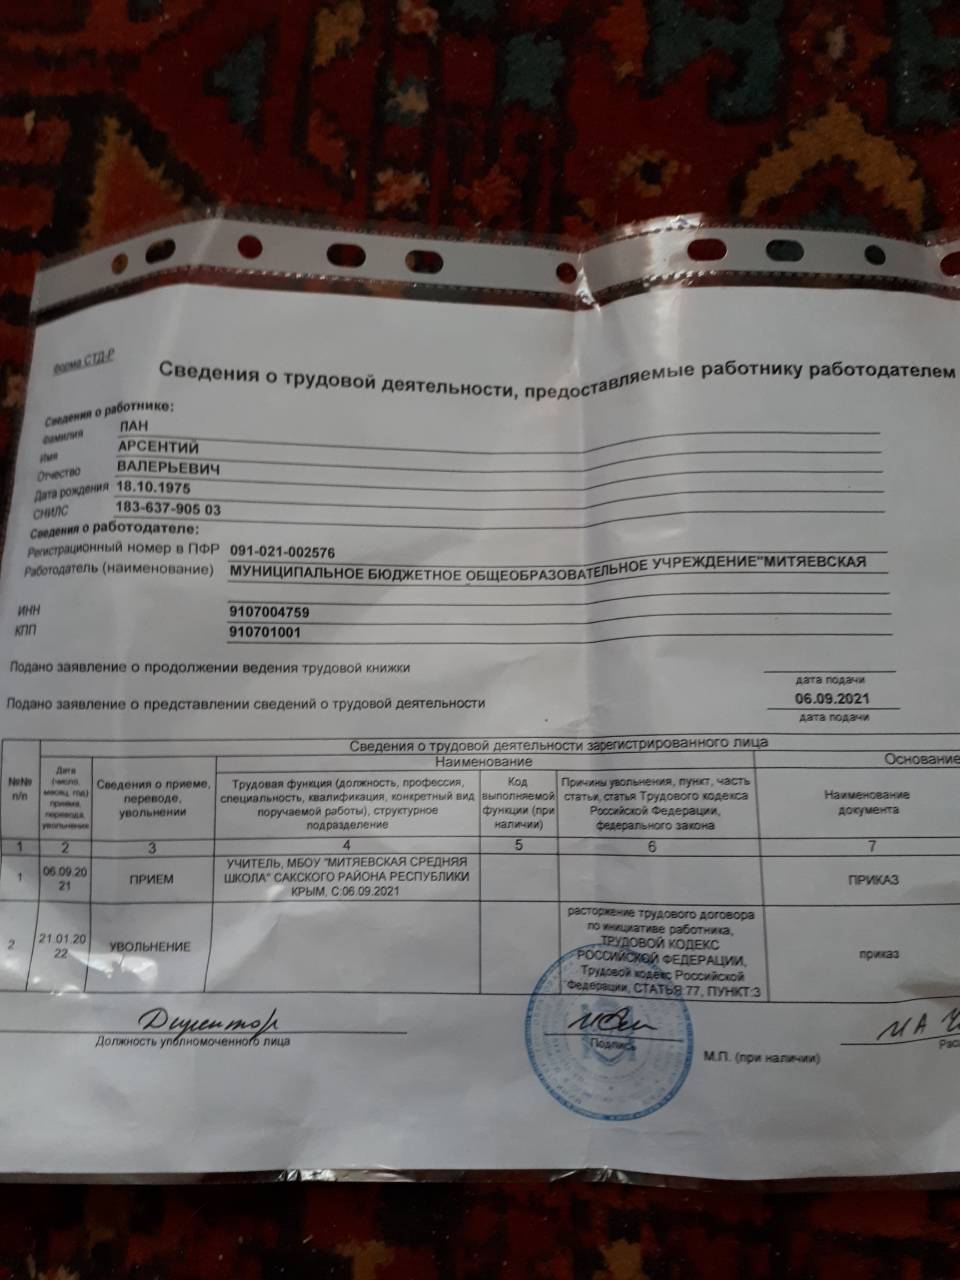 Форма СТД-Р
Сведения о трудовой деятельности, предоставляемые работнику работодателем
Сведения о работнике:
Фамилия ПАН
Имя АРСЕНТИЙ
Отчество ВАЛЕРЬЕВИЧ
Дата рождения 18.10.1975
СНИЛС 183-637-905 03
Сведения о работодателе:
Регистрационный номер в ПФР 091-021-002576
Работодатель (наименование) МУНИЦИПАЛЬНОЕ БЮДЖЕТНОЕ ОБЩЕОБРАЗОВАТЕЛЬНОЕ УЧРЕЖДЕНИЕ"МИТЯЕВСКАЯ
ИНН 9107004759
КПП 910701001
Подано заявление о продолжении ведения трудовой книжки
дата подачи
Подано заявление о представлении сведений о трудовой деятельности 06.09.2021
дата подачи
Сведения о трудовой деятельности зарегистрированного лица
Наименование Основание
№№ п/п
Дата (число, месяц, год) приема, перевода, увольнения
Сведения о приеме, переводе, увольнении
Трудовая функция (должность, профессия, специальность, квалификация, конкретный вид поручаемой работы), структурное подразделение
Код выполняемой функции (при наличии)
Причины увольнения, пункт, часть статьи, статья Трудового кодекса Российской Федерации, федерального закона
Наименование документа
1 2 3 4 5 6 7
1 06.09.20 21 ПРИЕМ
УЧИТЕЛЬ, МБОУ "МИТЯЕВСКАЯ СРЕДНЯЯ
ШКОЛА" САКСКОГО РАЙОНА РЕСПУБЛИКИ
КРЫМ, С:06.09.2021
ПРИКАЗ
2 21.01.20 22 УВОЛЬНЕНИЕ
расторжение трудового договора
по инициативе работника,
ТРУДОВОЙ КОДЕКС
РОССИЙСКОЙ ФЕДЕРАЦИИ,
Трудовой кодекс Российской
Федерации, СТАТЬЯ 77, ПУНКТ:3
приказ
Директор
Должность уполномоченного лица
Подпись
М.П. (при наличии)